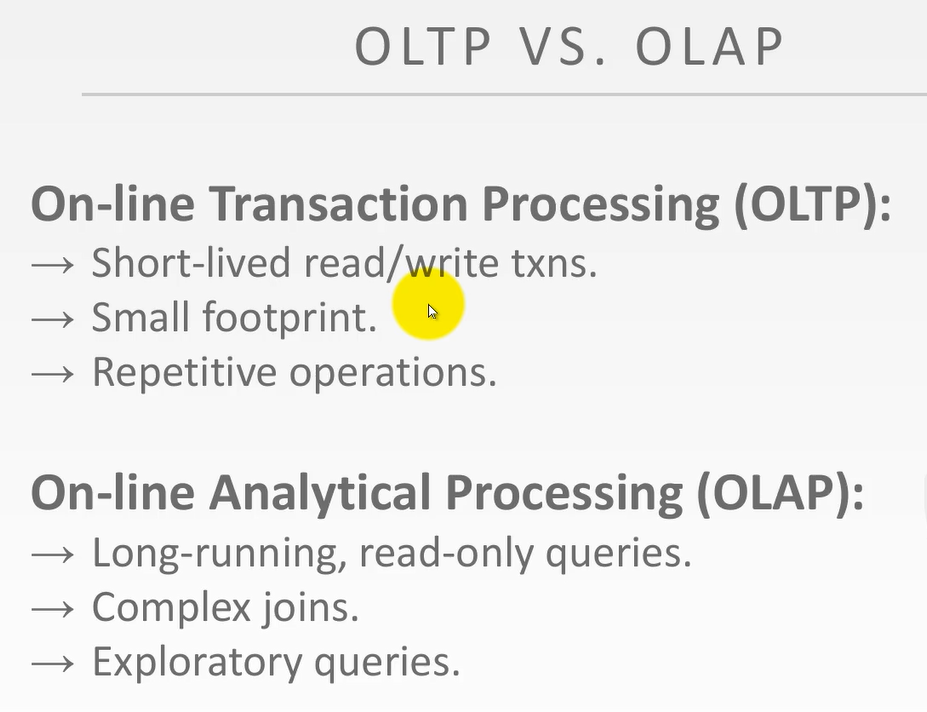 OLTP VS. OLAP
On-line Transaction Processing (OLTP):
→ Short-lived read/write txns.
→ Small footprint.
→ Repetitive operations.
On-line Analytical Processing (OLAP):
→ Long-running, read-only queries.
→ Complex joins.
→ Exploratory queries.